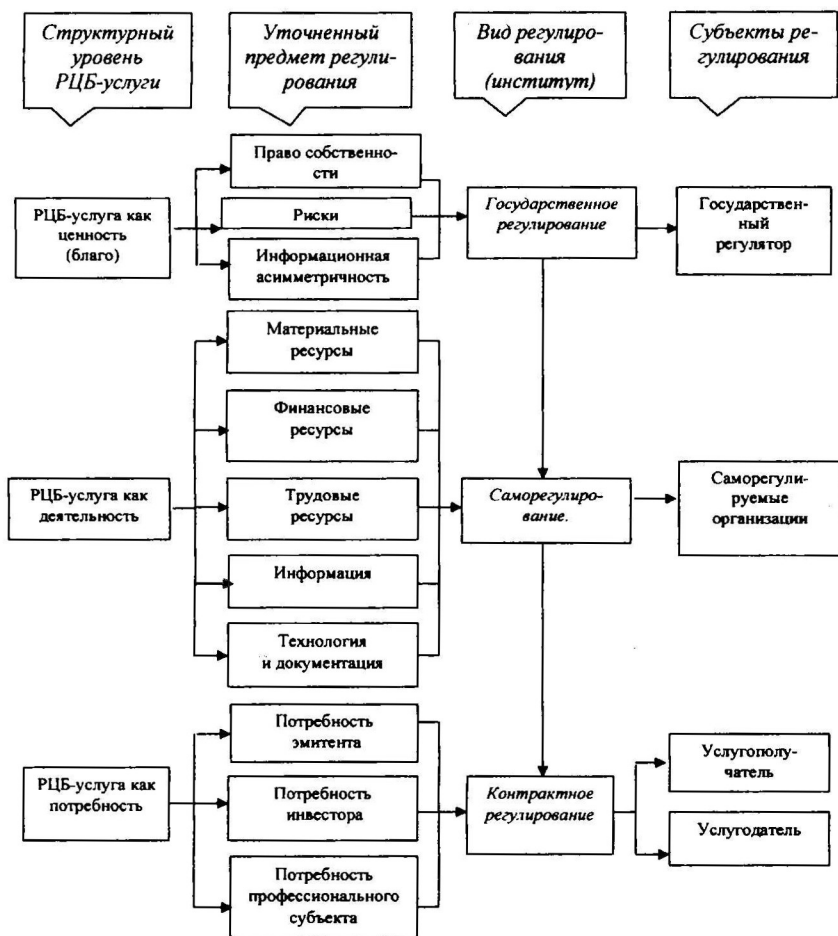 Структурный
уровень
РЦБ-услуги
Уточненный
предмет регули-
рования
Вид регулиро-
вания
(институт)
Субъекты ре-
гулирования
РЦБ-услуга как
ценность
(благо)
Право собственно-
сти
Риски
Информационная
асимметричность
Государственное
регулирование
Государствен-
ный
регулятор
РЦБ-услуга как
деятельность
Материальные
ресурсы
Финансовые
ресурсы
Трудовые
ресурсы
Информация
Технология
и документация
Саморегулиро-
вание.
Саморегули-
руемые
организации
РЦБ-услуга как
потребность
Потребность
эмитента
Потребность
инвестора
Потребность
профессионального
субъекта
Контрактное
регулирование
Услугополу-
чатель
Услугодатель